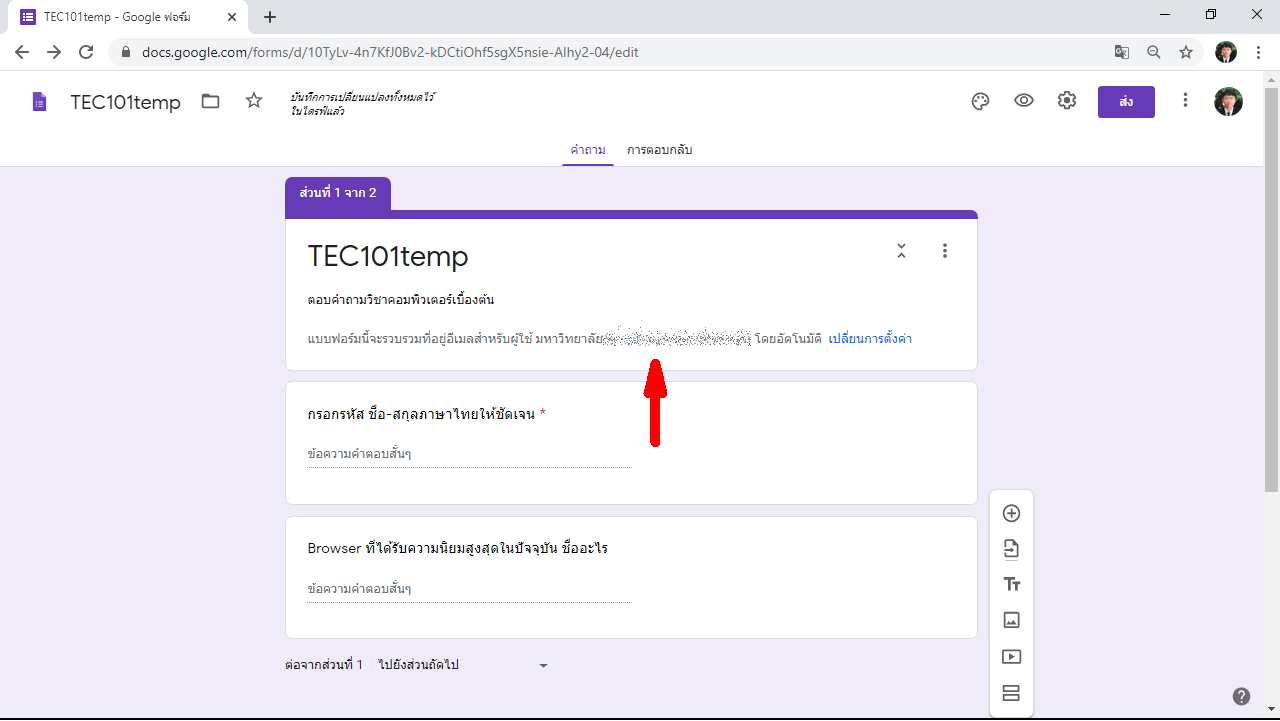 TEC101temp - Google ฟอร์ม
docs.google.com/forms/d/10TyLv-4n7KfJ0Bv2-kDCtiOhf5sgX5nsie-Alhy2-04/edit
TEC101temp
บันทึกการเปลี่ยนแปลงทั้งหมดไว้
ในไดรฟ์แล้ว
ส่ง
คำถาม การตอบกลับ
ส่วนที่ 1 จาก 2
TEC101temp
ตอบคำถามวิชาคอมพิวเตอร์เบื้องต้น
แบบฟอร์มนี้จะรวบรวมที่อยู่อีเมลสำหรับผู้ใช้ มหาวิทยาลัย โดยอัตโนมัติ เปลี่ยนการตั้งค่า
กรอกรหัส ชื่อ-สกุลภาษาไทยให้ชัดเจน *
ข้อความคำตอบสั้นๆ
Browser ที่ได้รับความนิยมสูงสุดในปัจจุบัน ชื่ออะไร
ข้อความคำตอบสั้นๆ
ต่อจากส่วนที่ 1 ไปยังส่วนถัดไป